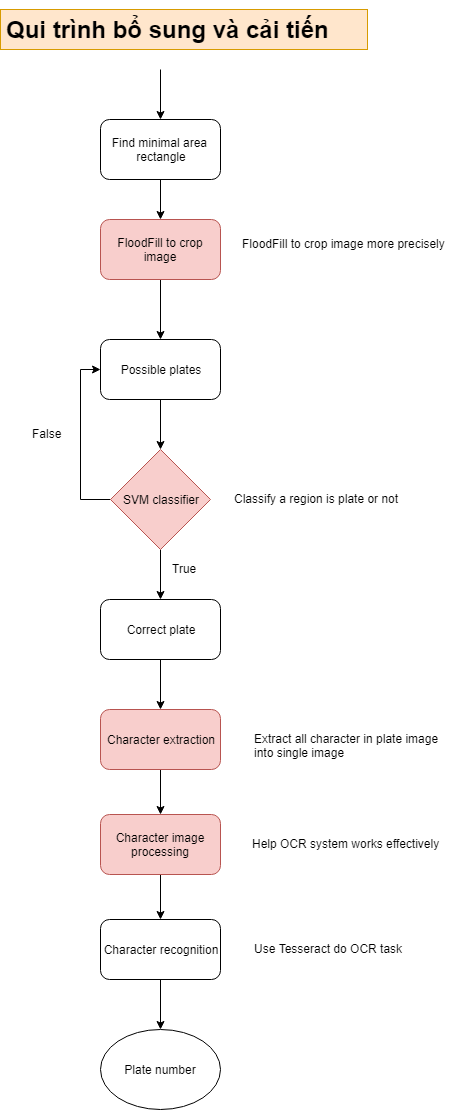 Qui trình bổ sung và cải tiến
Find minimal area
rectangle
FloodFill to crop
image
FloodFill to crop image more precisely
Possible plates
False
SVM classifier
Classify a region is plate or not
True
Correct plate
Character extraction
Extract all character in plate image
into single image
Character image
processing
Help OCR system works effectively
Character recognition
Use Tesseract do OCR task
Plate number